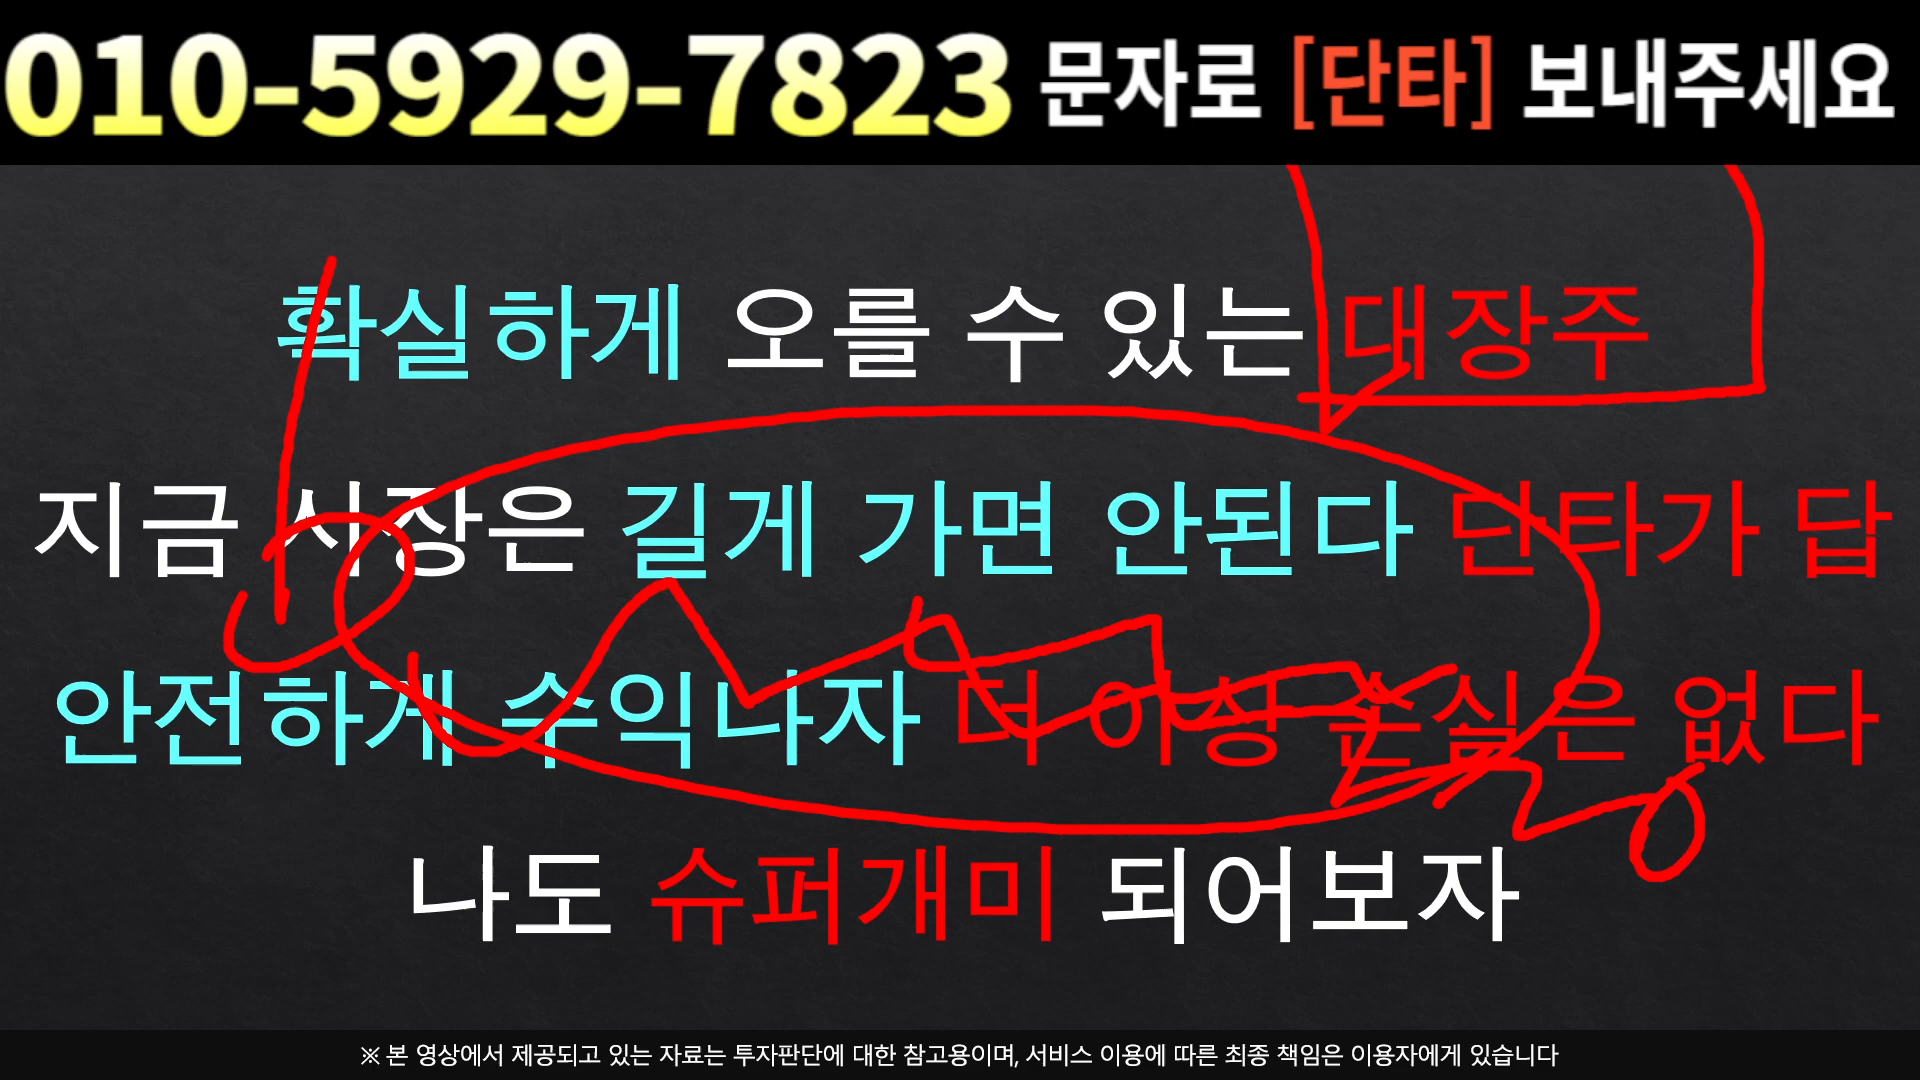 010-5929-7823 문자로 [단타] 보내주세요
확실하게 오를 수 있는 대장주
지금 시장은 길게 가면 안된다 단타가 답
안전하게 수익나자 더 이상 손실은 없다
나도 슈퍼개미 되어보자
※ 본 영상에서 제공되고 있는 자료는 투자판단에 대한 참고용이며, 서비스 이용에 따른 최종 책임은 이용자에게 있습니다